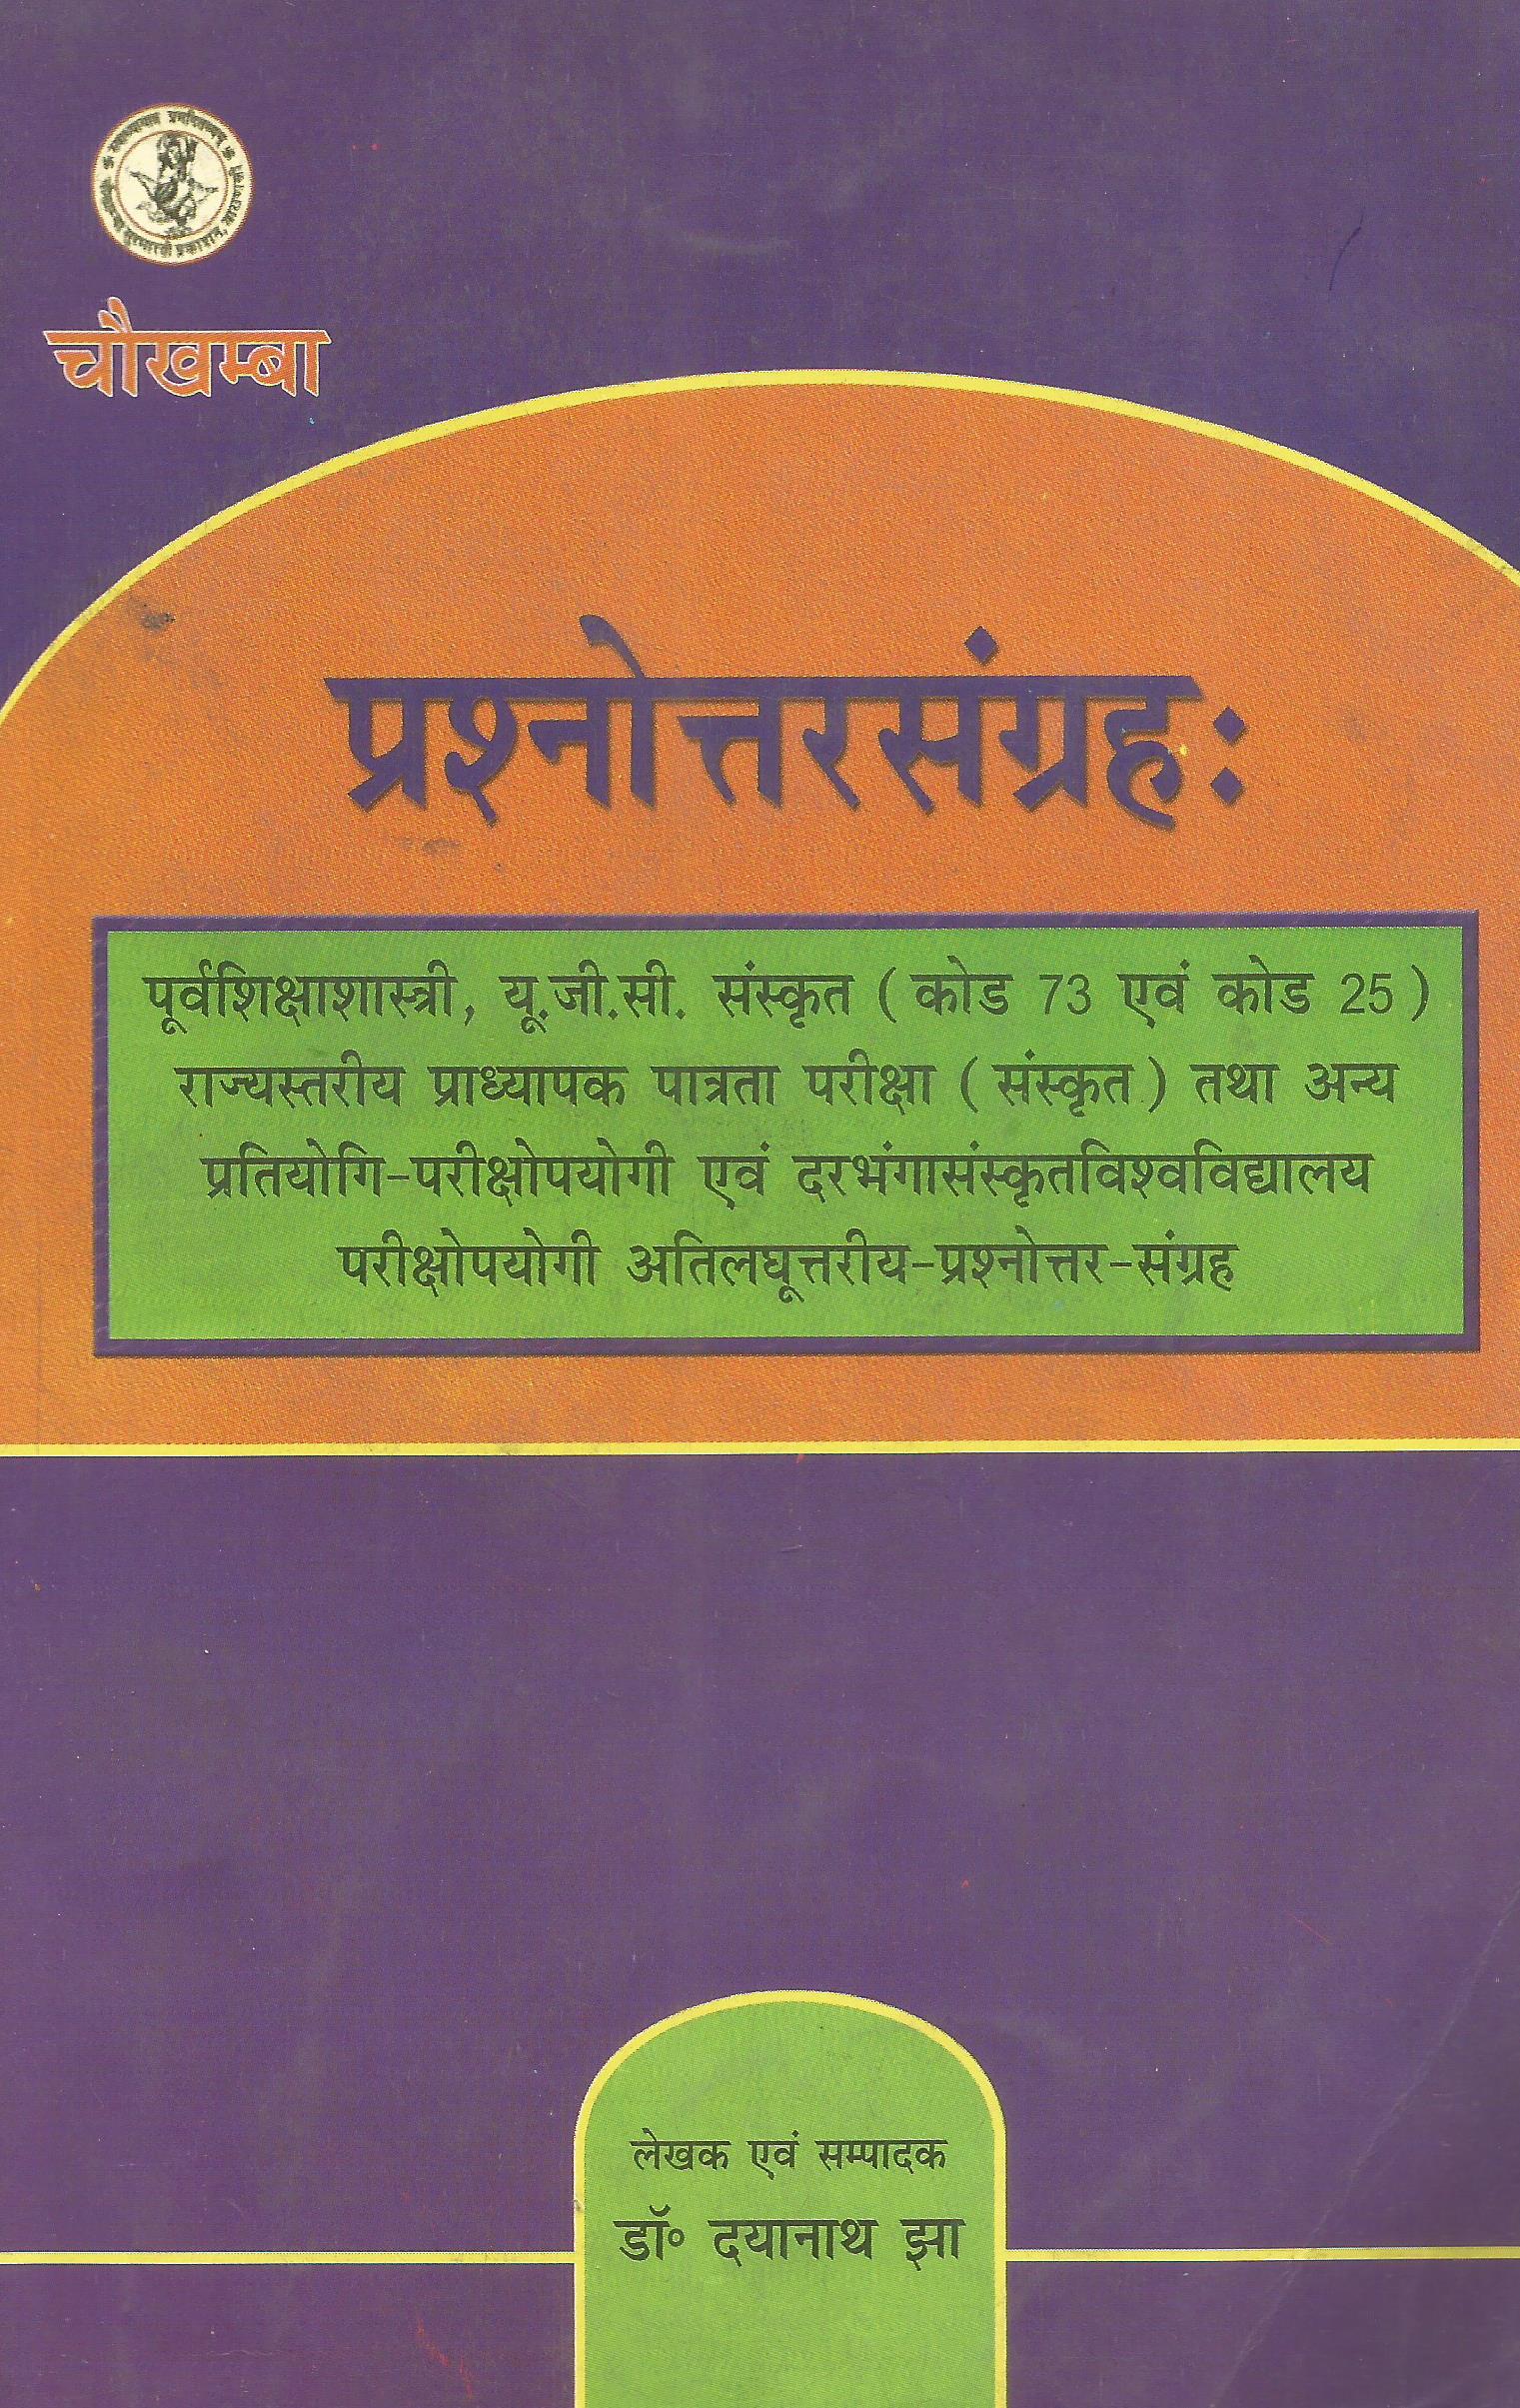 चौखम्बा
प्रश्नोत्तरसंग्रहः
पूर्वशिक्षाशास्त्री, यू.जी.सी. संस्कृत ( कोड 73 एवं कोड 25 )
राज्यस्तरीय प्राध्यापक पात्रता परीक्षा ( संस्कृत ) तथा अन्य
प्रतियोगि-परीक्षोपयोगी एवं दरभंगासंस्कृतविश्वविद्यालय
परीक्षोपयोगी अतिलघूत्तरीय-प्रश्नोत्तर-संग्रह
लेखक एवं सम्पादक
डॉ॰ दयानाथ झा